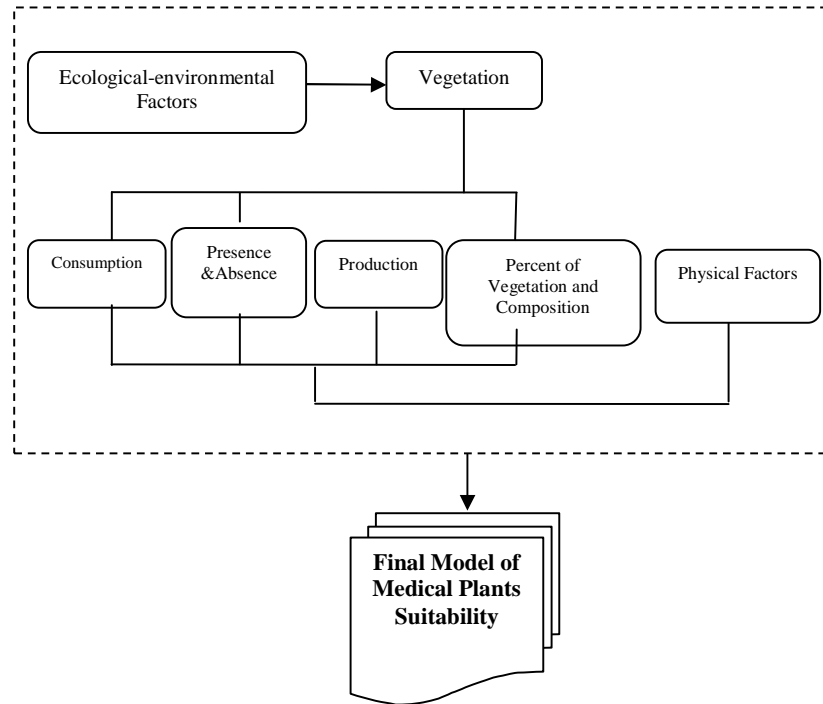 Ecological-environmental
Factors
Vegetation
Consumption
Presence
&Absence
Production
Percent of
Vegetation and
Composition
Physical Factors
Final Model of
Medical Plants
Suitability